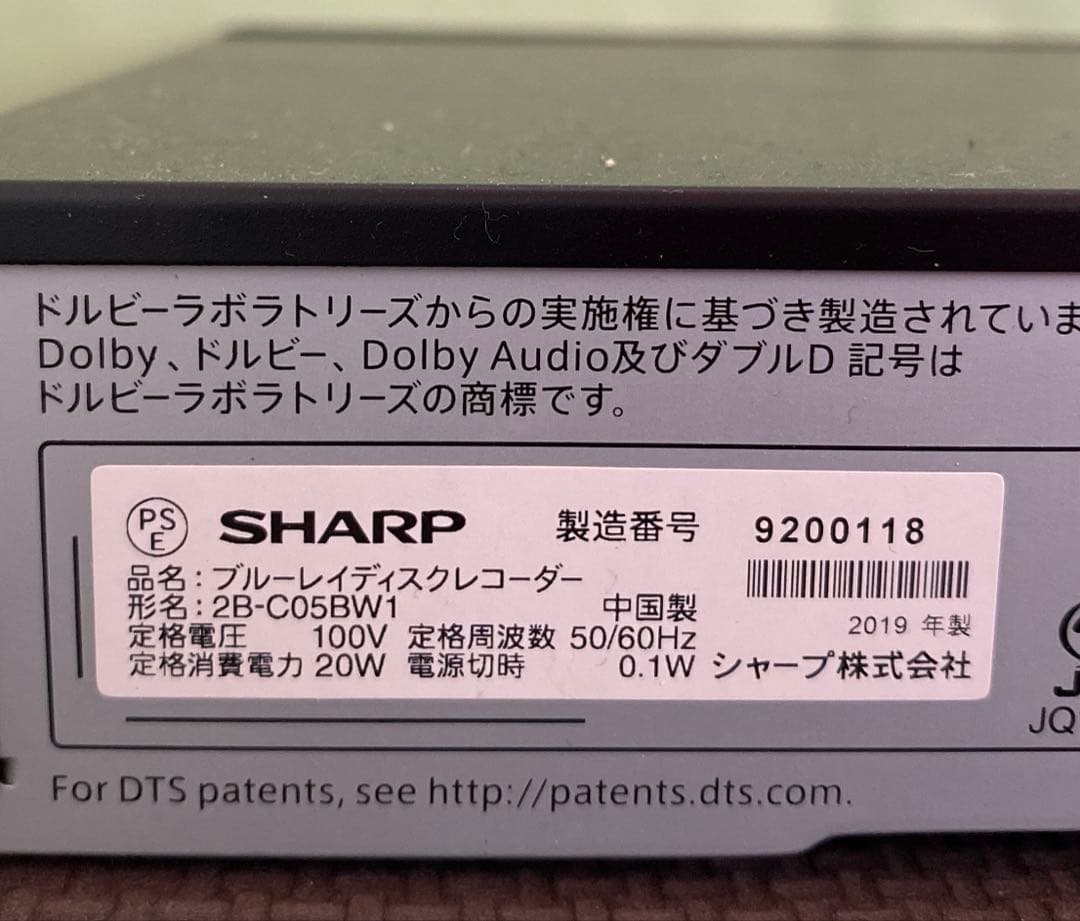 ドルビーラボラトリーズからの実施権に基づき製造されていま
Dolby、ドルビー、Dolby Audio及びダブルD 記号は
ドルビーラボラトリーズの商標です。
PS
E
SHARP 製造番号 9200118
品名：ブルーレイディスクレコーダー
形名：2B-C05BW1 中国製
2019 年製
定格電圧 100V 定格周波数 50/60Hz
定格消費電力 20W 電源切時 0.1W シャープ株式会社
JQ
For DTS patents, see http://patents.dts.com.